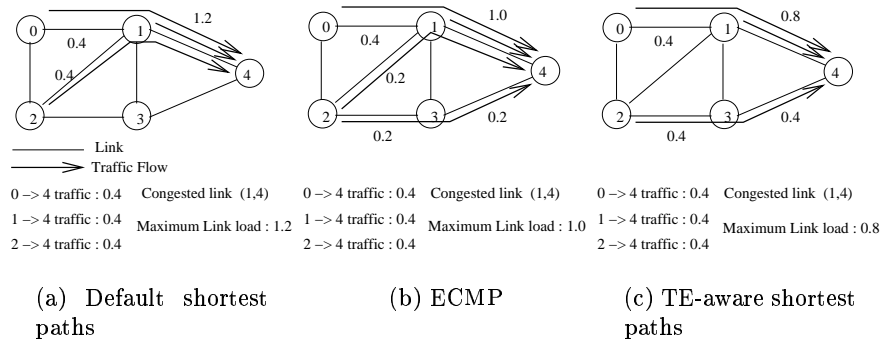 1.2
0
1
0.4
0.4
4
2
3
1.0
0
1
0.4
0.2
4
2
3
0.2
0.2
0.8
0
1
0.4
4
2
3
0.4
0.4
Link
Traffic Flow
0 –> 4 traffic : 0.4 Congested link (1,4)
1 –> 4 traffic : 0.4
Maximum Link load : 1.2
2 –> 4 traffic : 0.4
0 –> 4 traffic : 0.4 Congested link (1,4)
1 –> 4 traffic : 0.4
Maximum Link load : 1.0
2 –> 4 traffic : 0.4
0 –> 4 traffic : 0.4 Congested link (1,4)
1 –> 4 traffic : 0.4
Maximum Link load : 0.8
2 –> 4 traffic : 0.4
(a) Default shortest
paths
(b) ECMP
(c) TE-aware shortest
paths